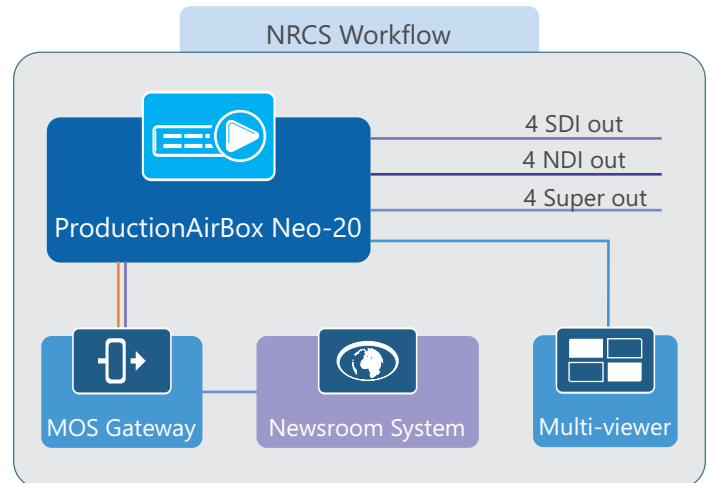 NRCS Workflow
4 SDI out
4 NDI out
4 Super out
ProductionAirBox Neo-20
MOS Gateway
Newsroom System
Multi-viewer